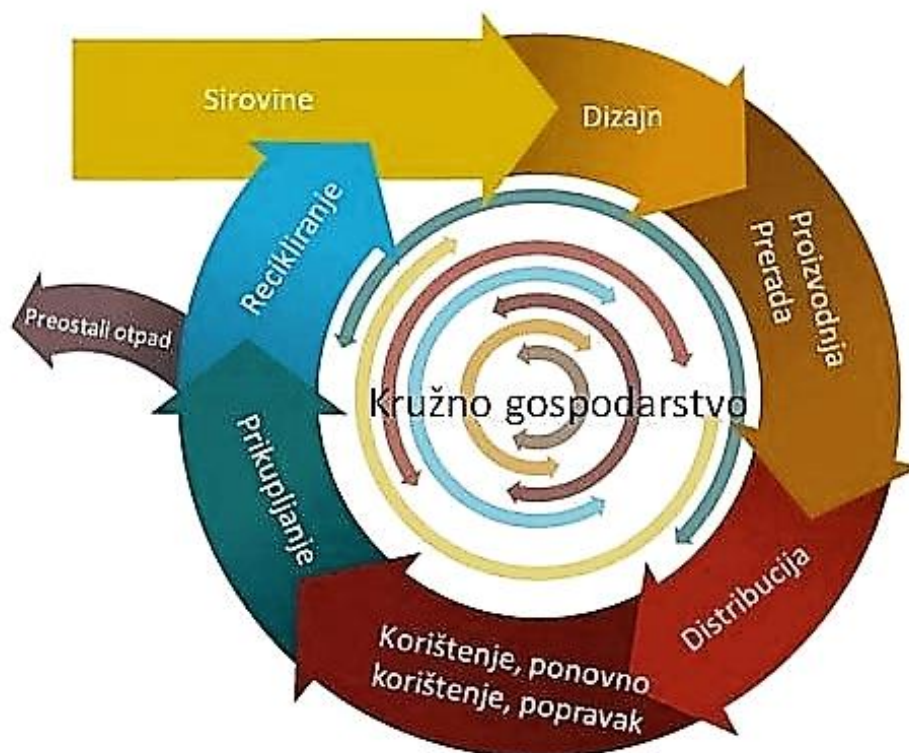 Sirovine
Dizajn
Proizvodnja
Prerada
Distribucija
Korištenje, ponovno
korištenje, popravak
Prikupljanje
Recikliranje
Preostali otpad
Kružno gospodarstvo